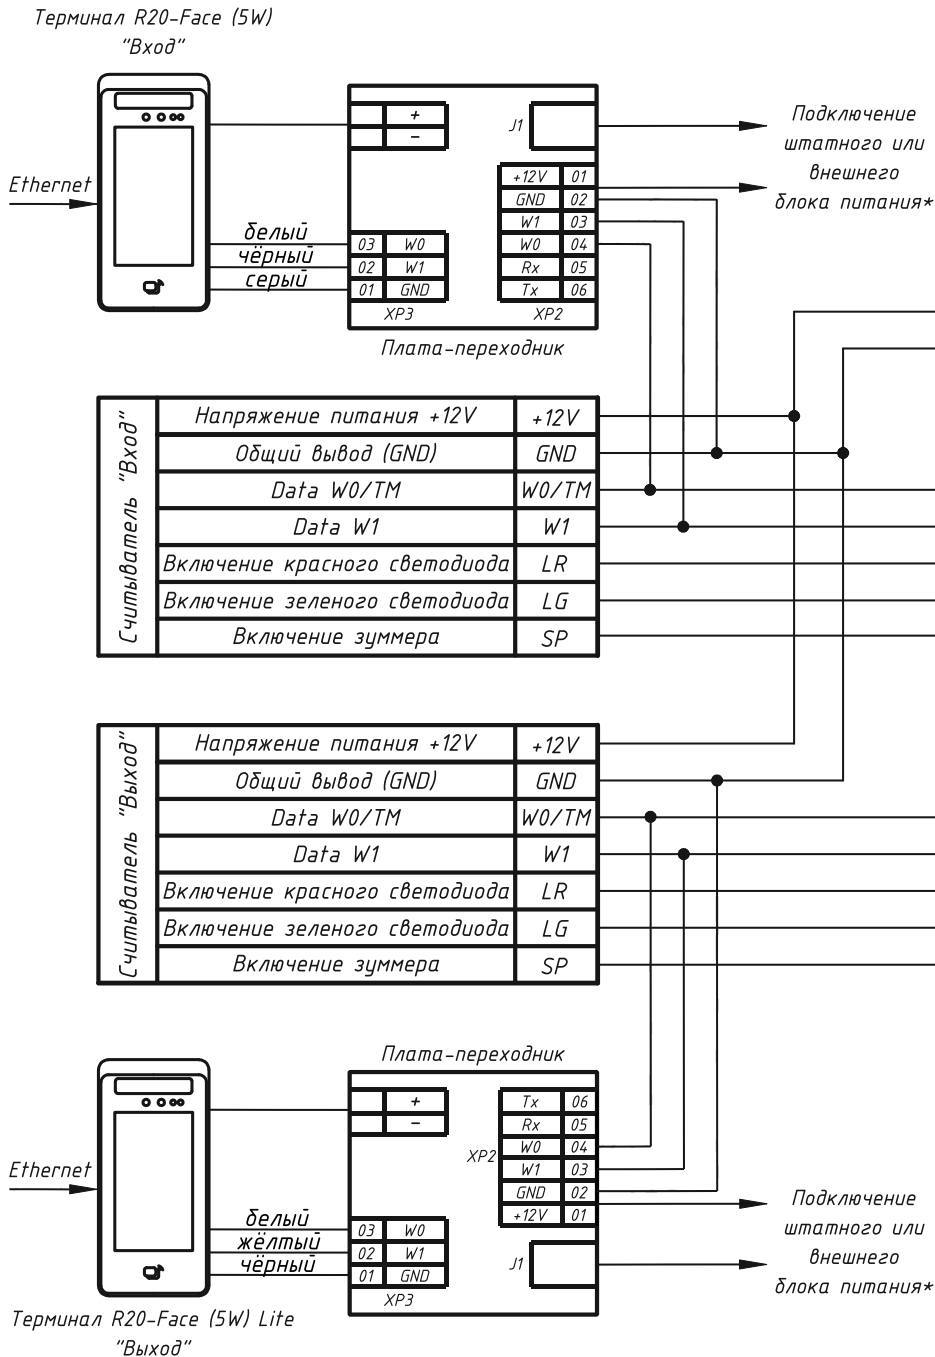 Терминал R20-Face (5W)
"Вход"
Ethernet
белый
чёрный
серый
+
-
03 W0
02 W1
01 GND
XP3
J1
+12V 01
GND 02
W1 03
W0 04
Rx 05
Tx 06
XP2
Плата-переходник
Подключение
штатного или
внешнего
блока питания*
Считыватель "Вход"
Напряжение питания +12V +12V
Общий вывод (GND) GND
Data W0/TM W0/TM
Data W1 W1
Включение красного светодиода LR
Включение зеленого светодиода LG
Включение зуммера SP
Считыватель "Выход"
Напряжение питания +12V +12V
Общий вывод (GND) GND
Data W0/TM W0/TM
Data W1 W1
Включение красного светодиода LR
Включение зеленого светодиода LG
Включение зуммера SP
Плата-переходник
Ethernet
белый
жёлтый
чёрный
+
-
03 W0
02 W1
01 GND
XP3
Tx 06
Rx 05
W0 04
W1 03
GND 02
+12V 01
XP2
J1
Подключение
штатного или
внешнего
блока питания*
Терминал R20-Face (5W) Lite
"Выход"